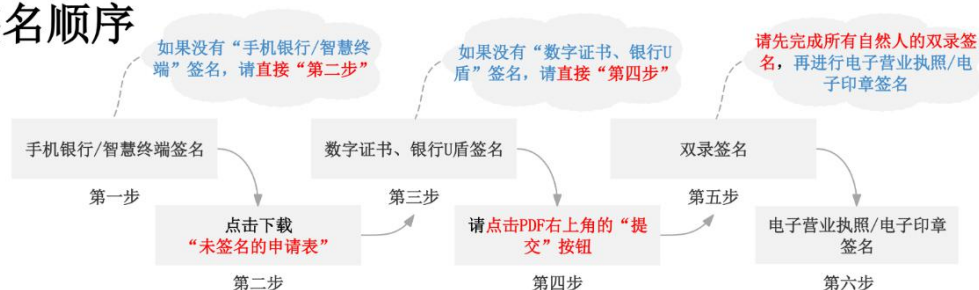 名顺序
如果没有“手机银行/智慧终
端”签名，请直接“第二步”
如果没有“数字证书、银行U
盾”签名，请直接“第四步”
请先完成所有自然人的双录签
名，再进行电子营业执照/电
子印章签名
手机银行/智慧终端签名
数字证书、银行U盾签名
双录签名
第一步
第三步
第五步
点击下载
“未签名的申请表”
请点击PDF右上角的“提
交”按钮
电子营业执照/电子印章
签名
第二步
第四步
第六步